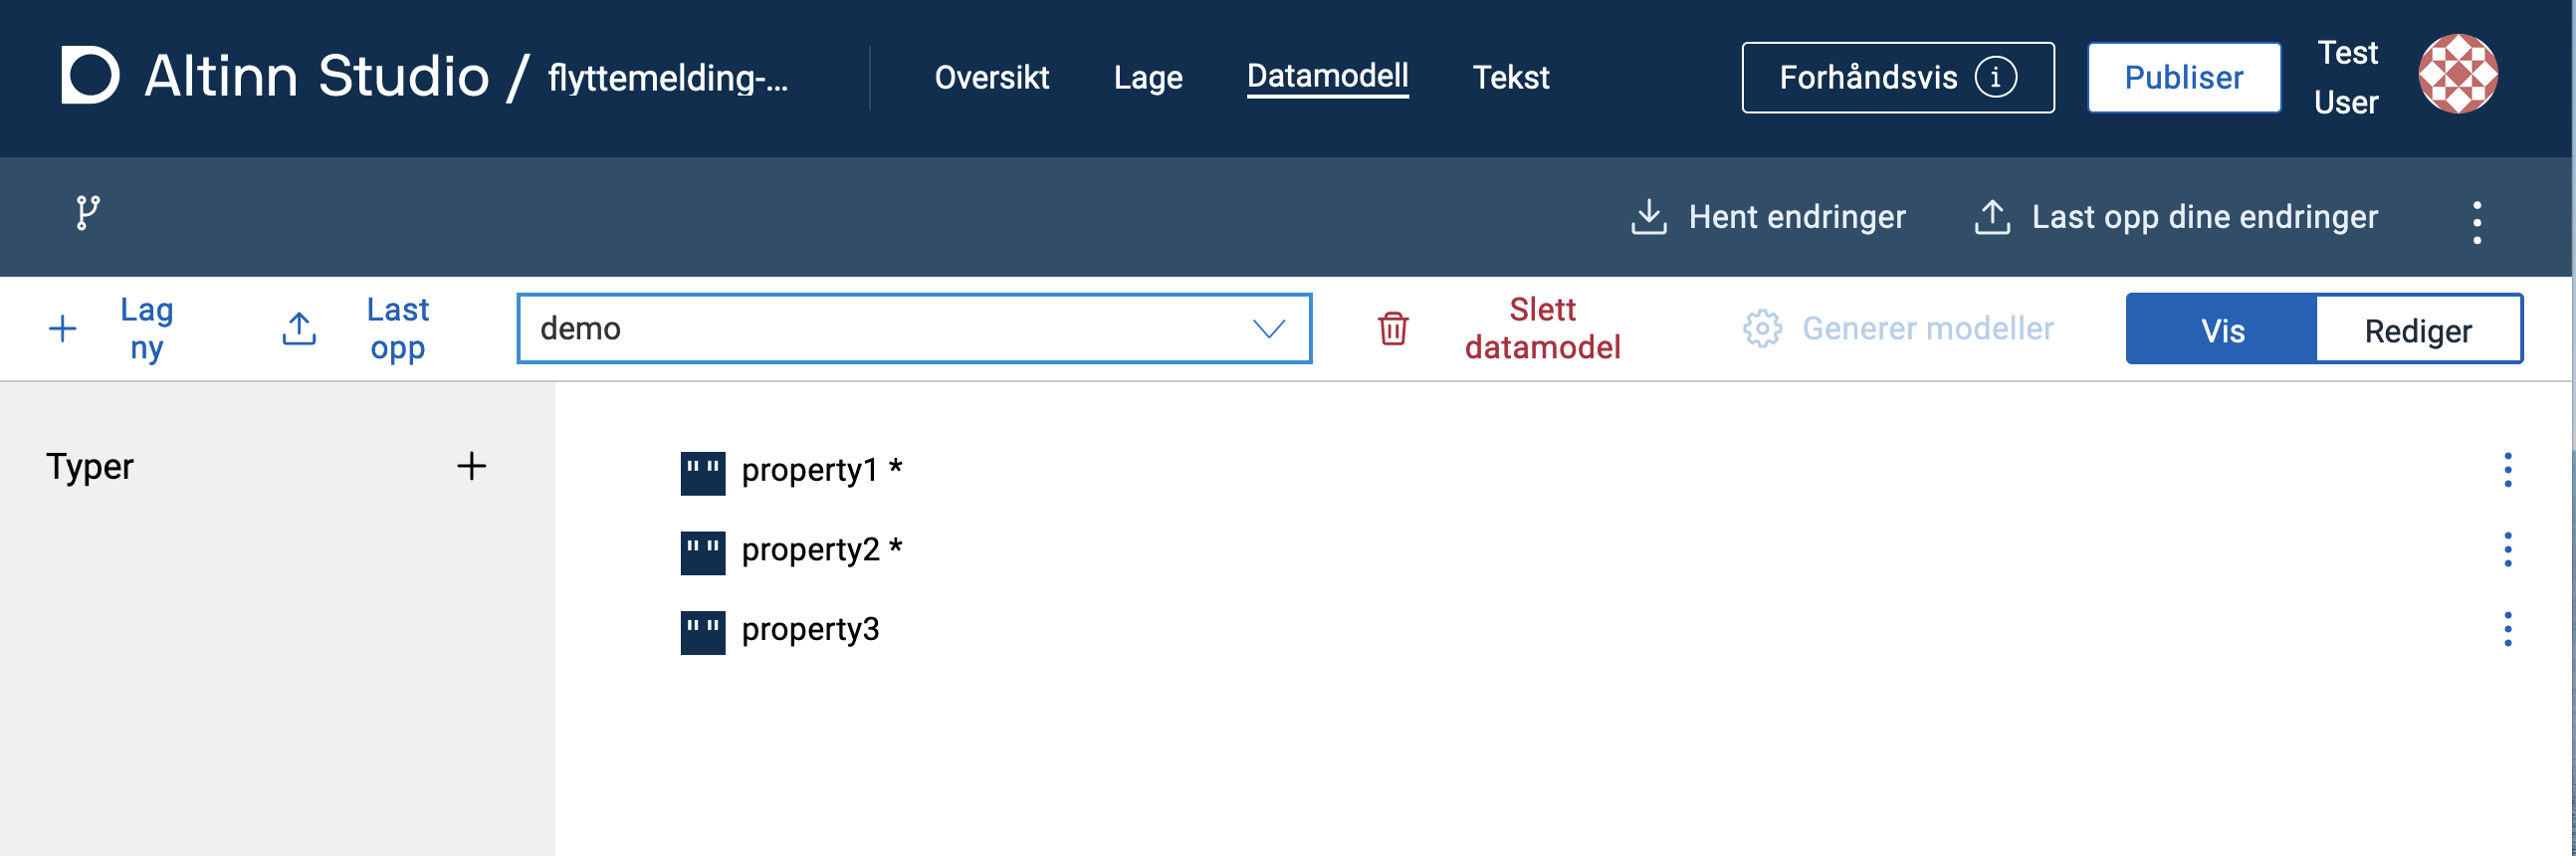 Altinn Studio / flyttemelding-...
Oversikt
Lage
Datamodell
Tekst
Forhåndsvis
Publiser
Test
User
Hent endringer
Last opp dine endringer
Lag
ny
Last
opp
demo
Slett
datamodel
Generer modeller
Vis
Rediger
Typer
property1 *
property2 *
property3